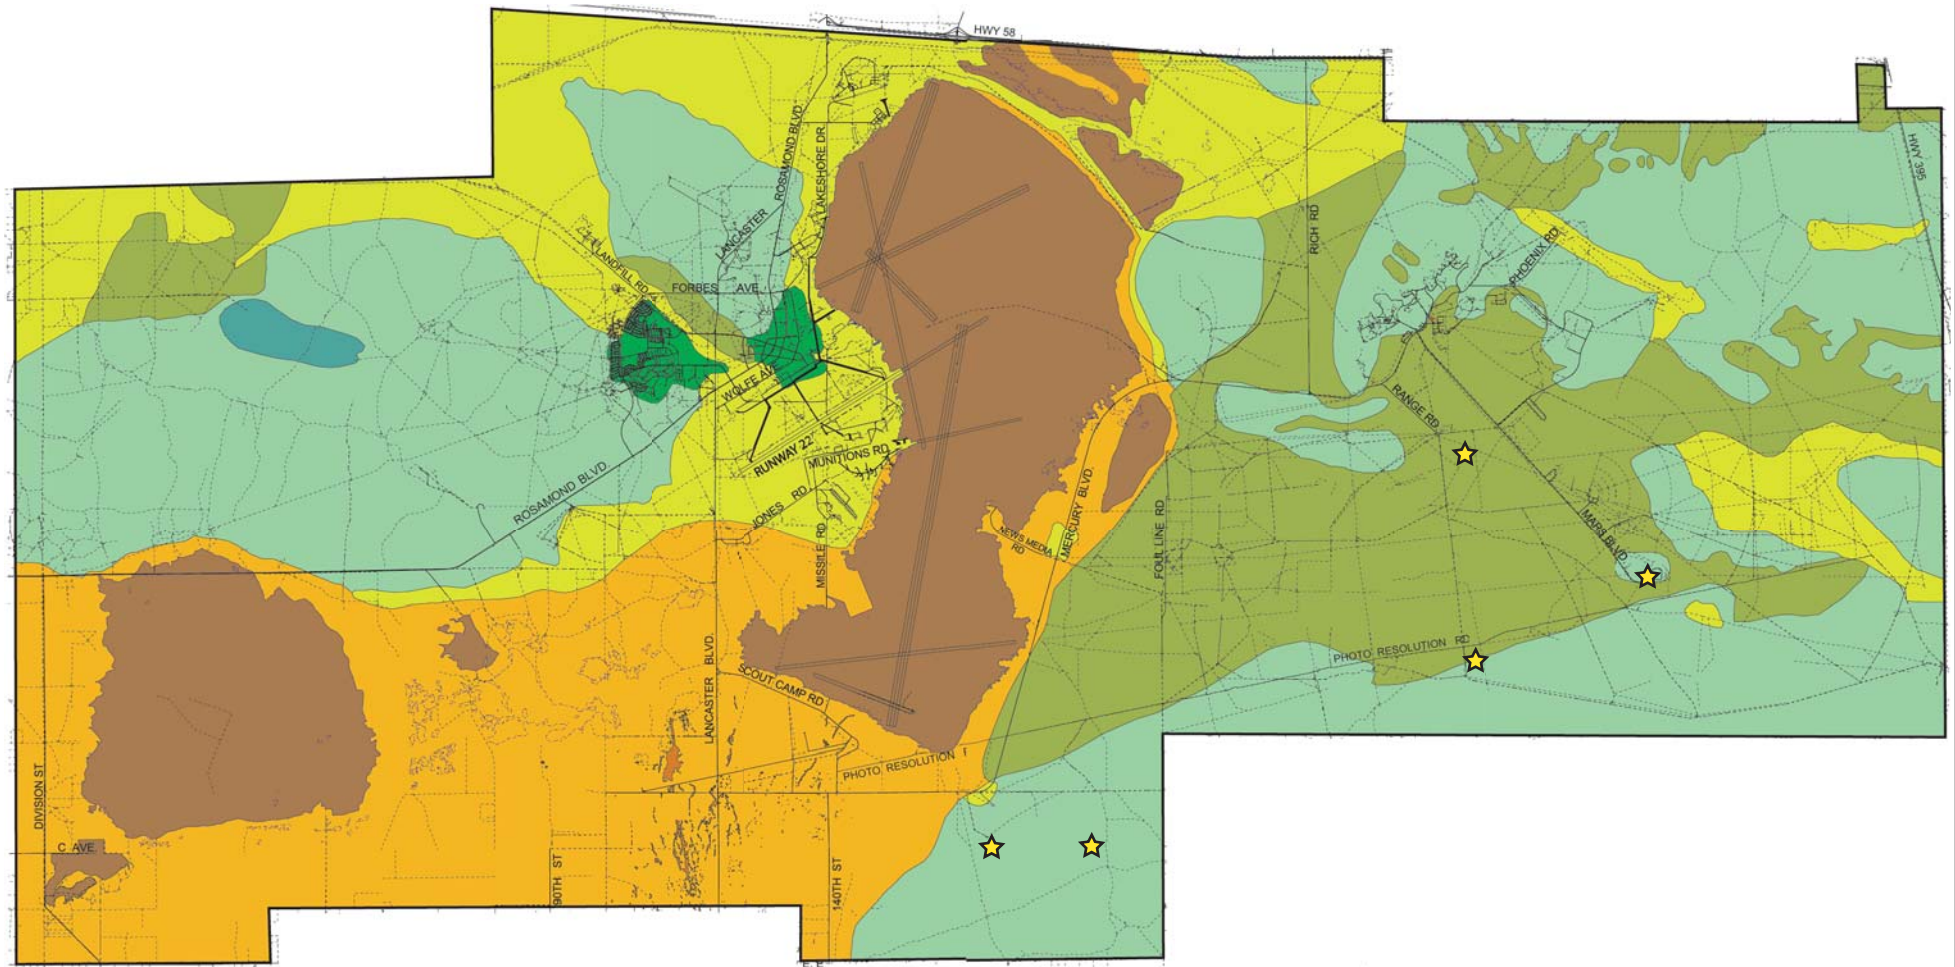 HWY 58
HWY 395
ROSAMOND BLVD
LAKESHORE DR.
LANCASTER
LANDFILL RD.
FORBES AVE.
RICH RD
PHOENIX RD
WOLFE AV
RANGE RD
RUNWAY 22
MUNITIONS RD
ROSAMOND BLVD
JONES RD
MERCURY BLVD.
FOUL LINE RD
MARS BLVD.
NEWS MEDIA
RD
MISSILE RD
PHOTO RESOLUTION RD
LANCASTER BLVD.
SCOUT CAMP RD
PHOTO RESOLUTION
DIVISION ST
C AVE.
90TH ST
140TH ST